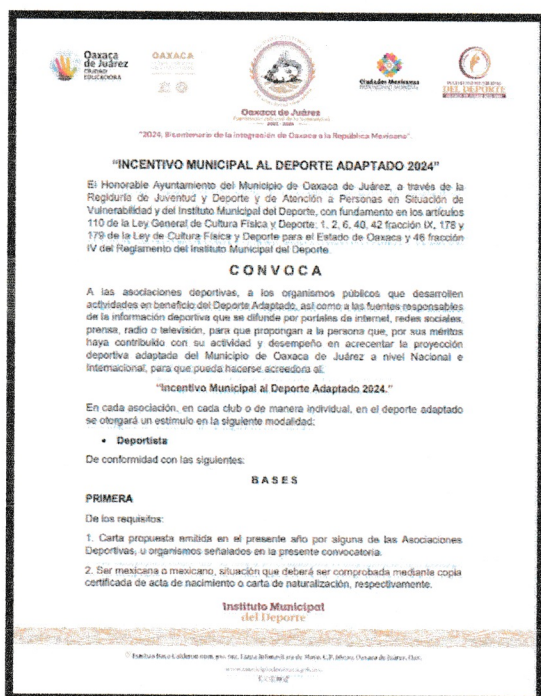 Oaxaca
de Juárez
CIUDAD
EDUCADORA
OAXACA
Oaxaca de Juárez
2022 - 2024
Ciudades Mexicanas
DEL DEPORTE
"2024, Bicentenario de la integración de Oaxaca a la República Mexicana".
"INCENTIVO MUNICIPAL AL DEPORTE ADAPTADO 2024"
El Honorable Ayuntamiento del Municipio de Oaxaca de Juárez, a través de la
Regiduría de Juventud y Deporte y de Atención a Personas en Situación de
Vulnerabilidad y del Instituto Municipal del Deporte, con fundamento en los artículos
110 de la Ley General de Cultura Física y Deporte; 1, 2, 6, 40, 42 fracción IX, 178 y
179 de la Ley de Cultura Física y Deporte para el Estado de Oaxaca y 46 fracción
IV del Reglamento del Instituto Municipal del Deporte.
CONVOCA
A las asociaciones deportivas, a los organismos públicos que desarrollen
actividades en beneficio del Deporte Adaptado, así como a las fuentes responsables
de la información deportiva que se difunde por portales de internet, redes sociales,
prensa, radio o televisión, para que propongan a la persona que, por sus méritos
haya contribuido con su actividad y desempeño en acrecentar la proyección
deportiva adaptada del Municipio de Oaxaca de Juárez a nivel Nacional e
Internacional, para que pueda hacerse acreedora al:
"Incentivo Municipal al Deporte Adaptado 2024."
En cada asociación, en cada club o de manera individual, en el deporte adaptado
se otorgará un estímulo en la siguiente modalidad:
• Deportista
De conformidad con las siguientes:
BASES
PRIMERA
De los requisitos:
1. Carta propuesta emitida en el presente año por alguna de las Asociaciones
Deportivas, u organismos señalados en la presente convocatoria.
2. Ser mexicana o mexicano, situación que deberá ser comprobada mediante copia
certificada de acta de nacimiento o carta de naturalización, respectivamente.
Instituto Municipal
del Deporte